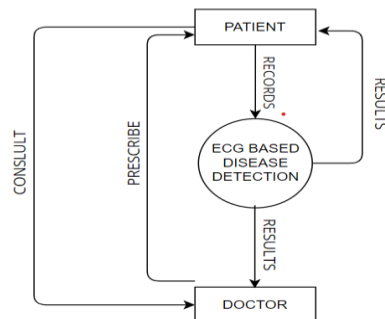 PATIENT
RECORDS
RESULTS
CONSLULT
PRESCRIBE
ECG BASED
DISEASE
DETECTION
RESULTS
DOCTOR